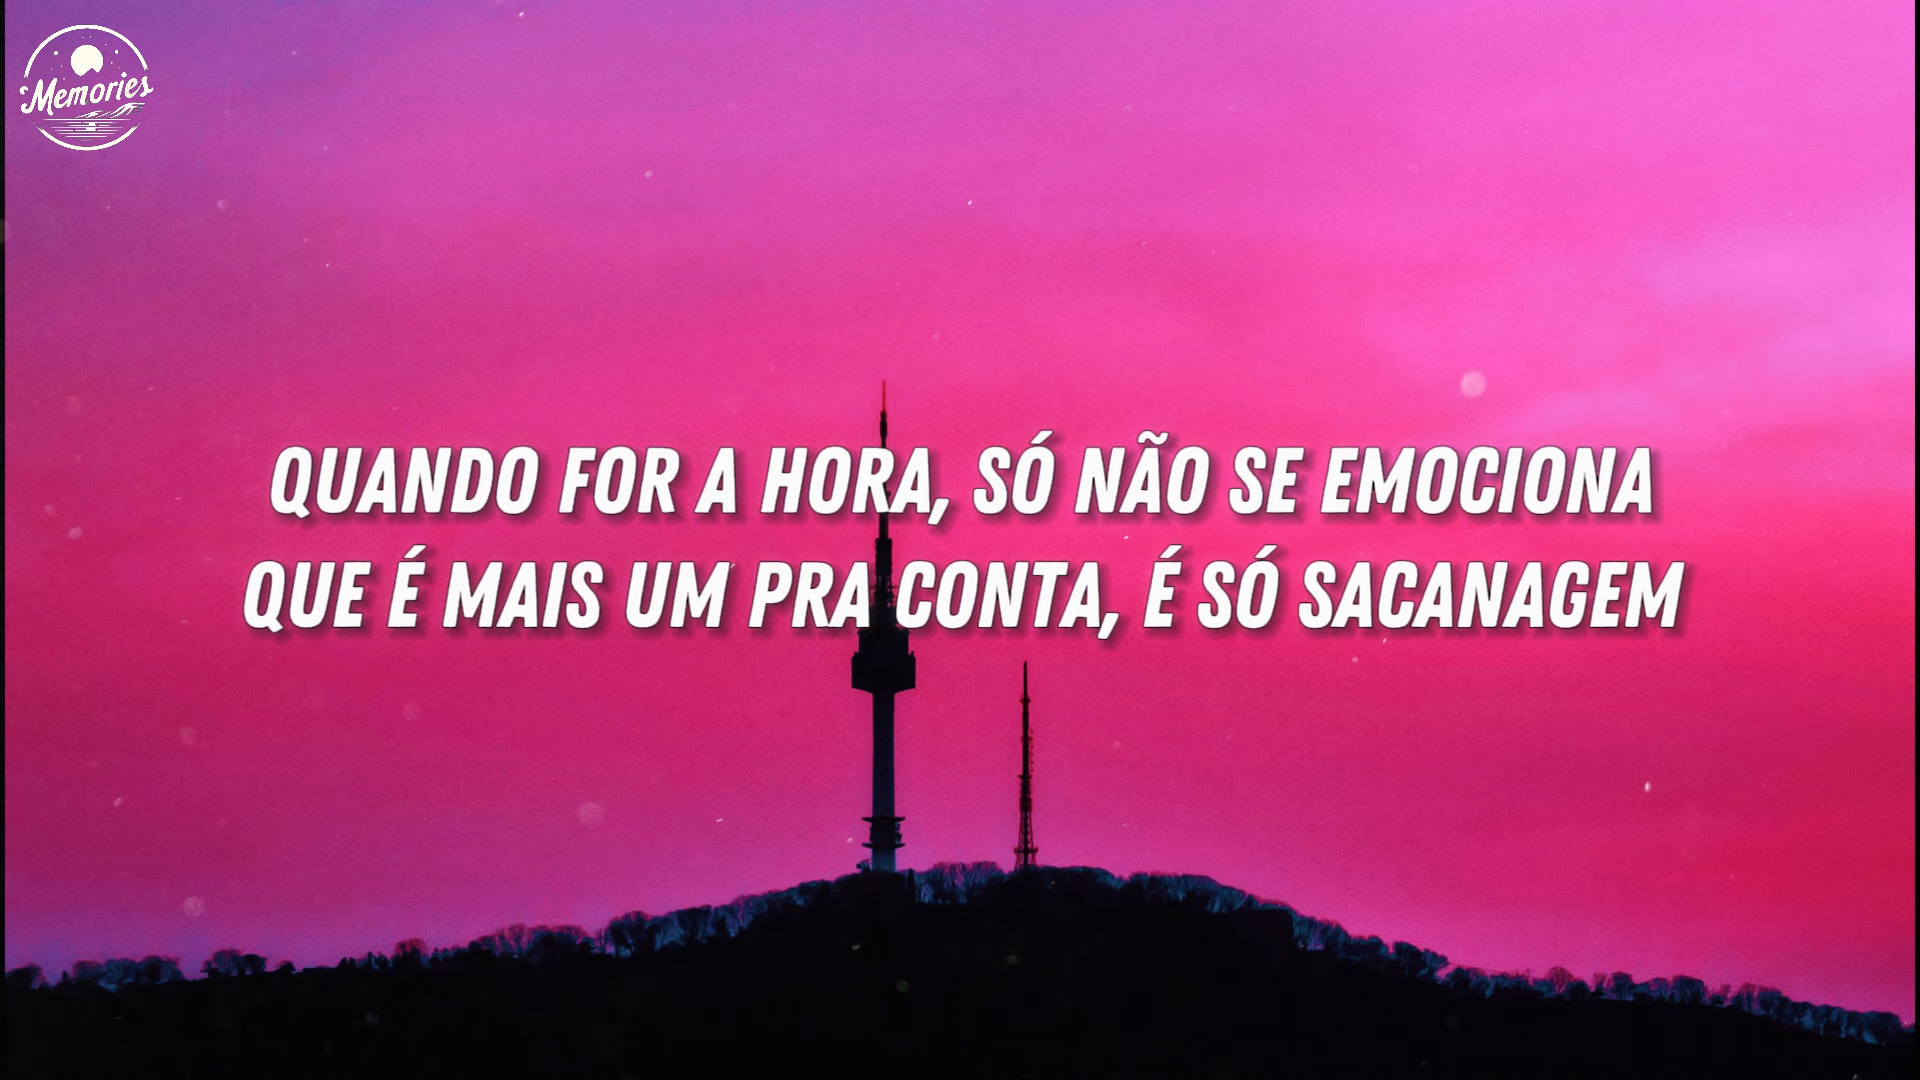 Memories
QUANDO FOR A HORA, SÓ NÃO SE EMOCIONA
QUE É MAIS UM PRA CONTA, É SÓ SACANAGEM